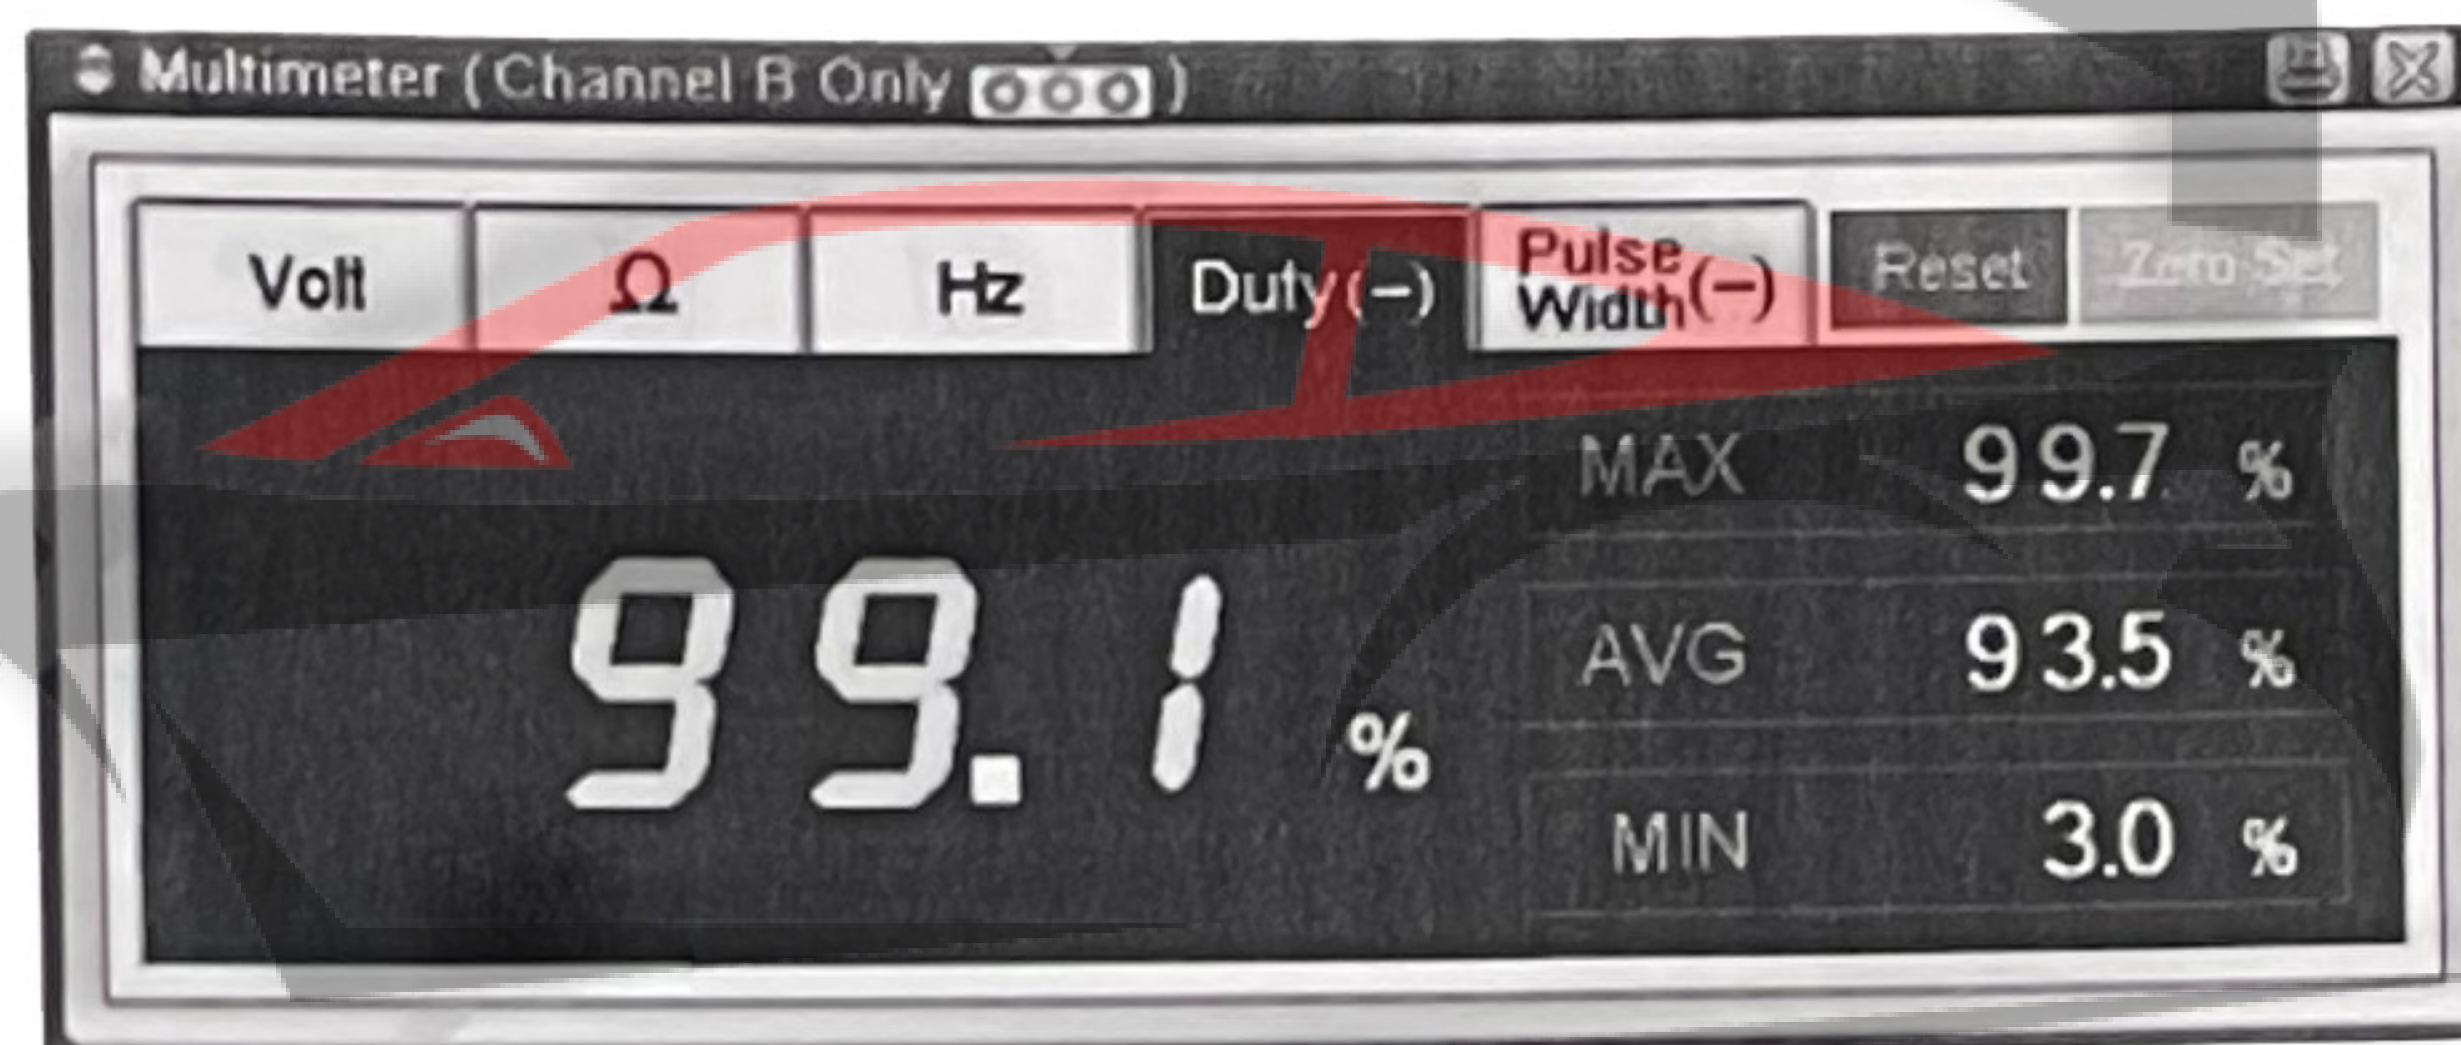 Multimeter (Channel B Only)
Volt Ω Hz Duty(−) Pulse Width(−) Reset Zero Set
MAX 99.7 %
99.1 %
AVG 93.5 %
MIN 3.0 %